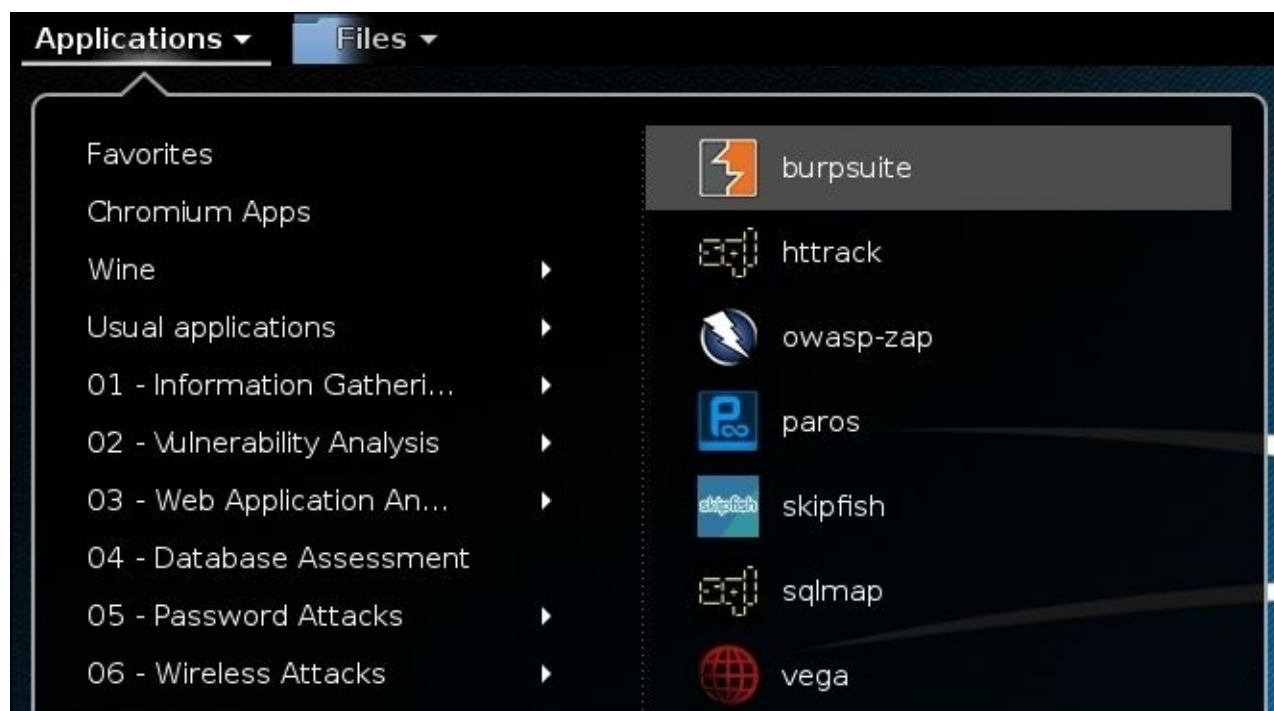 Applications Files
Favorites
Chromium Apps
Wine
Usual applications
01 - Information Gatheri...
02 - Vulnerability Analysis
03 - Web Application An...
04 - Database Assessment
05 - Password Attacks
06 - Wireless Attacks
burpsuite
httrack
owasp-zap
paros
skipfish
skipfish
sqlmap
vega